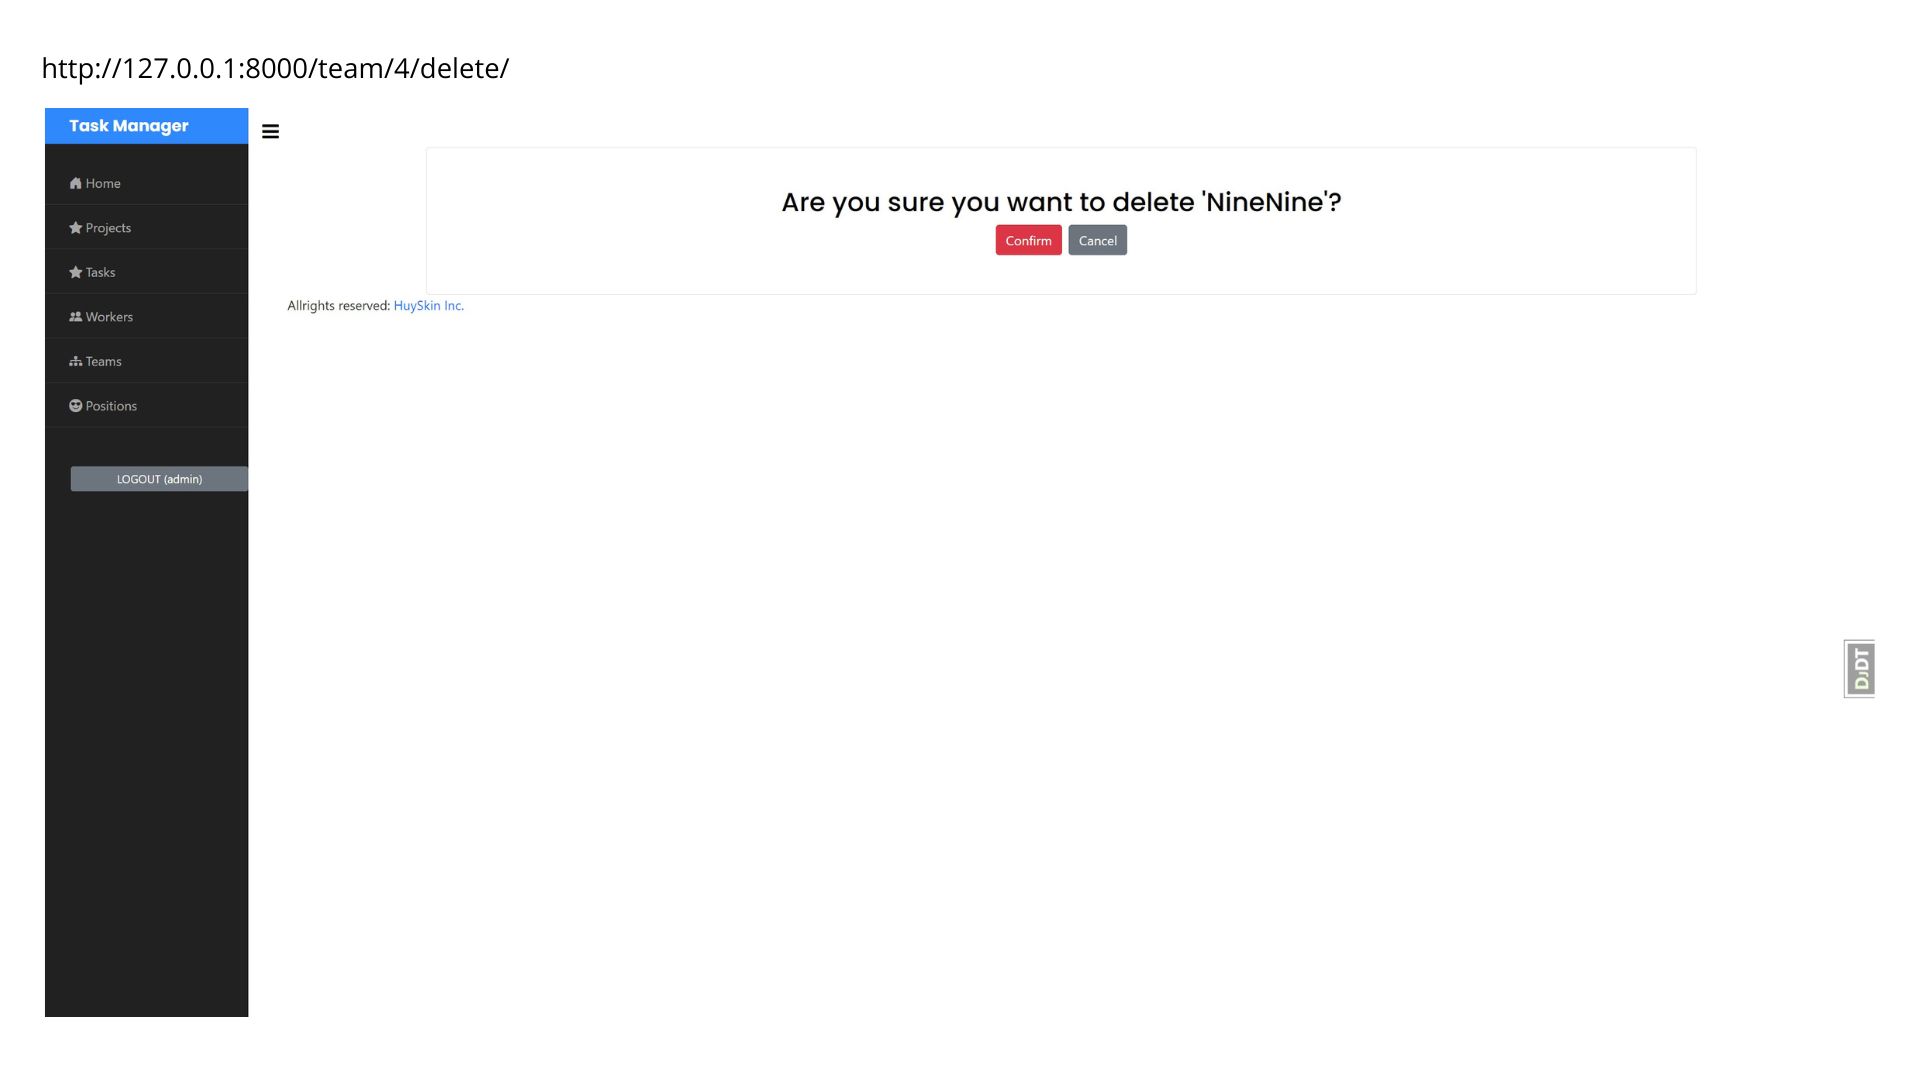 http://127.0.0.1:8000/team/4/delete/
Task Manager
Home
Projects
Tasks
Workers
Teams
Positions
LOGOUT (admin)
Are you sure you want to delete 'NineNine'?
Confirm Cancel
Allrights reserved: HuySkin Inc.
DJDT